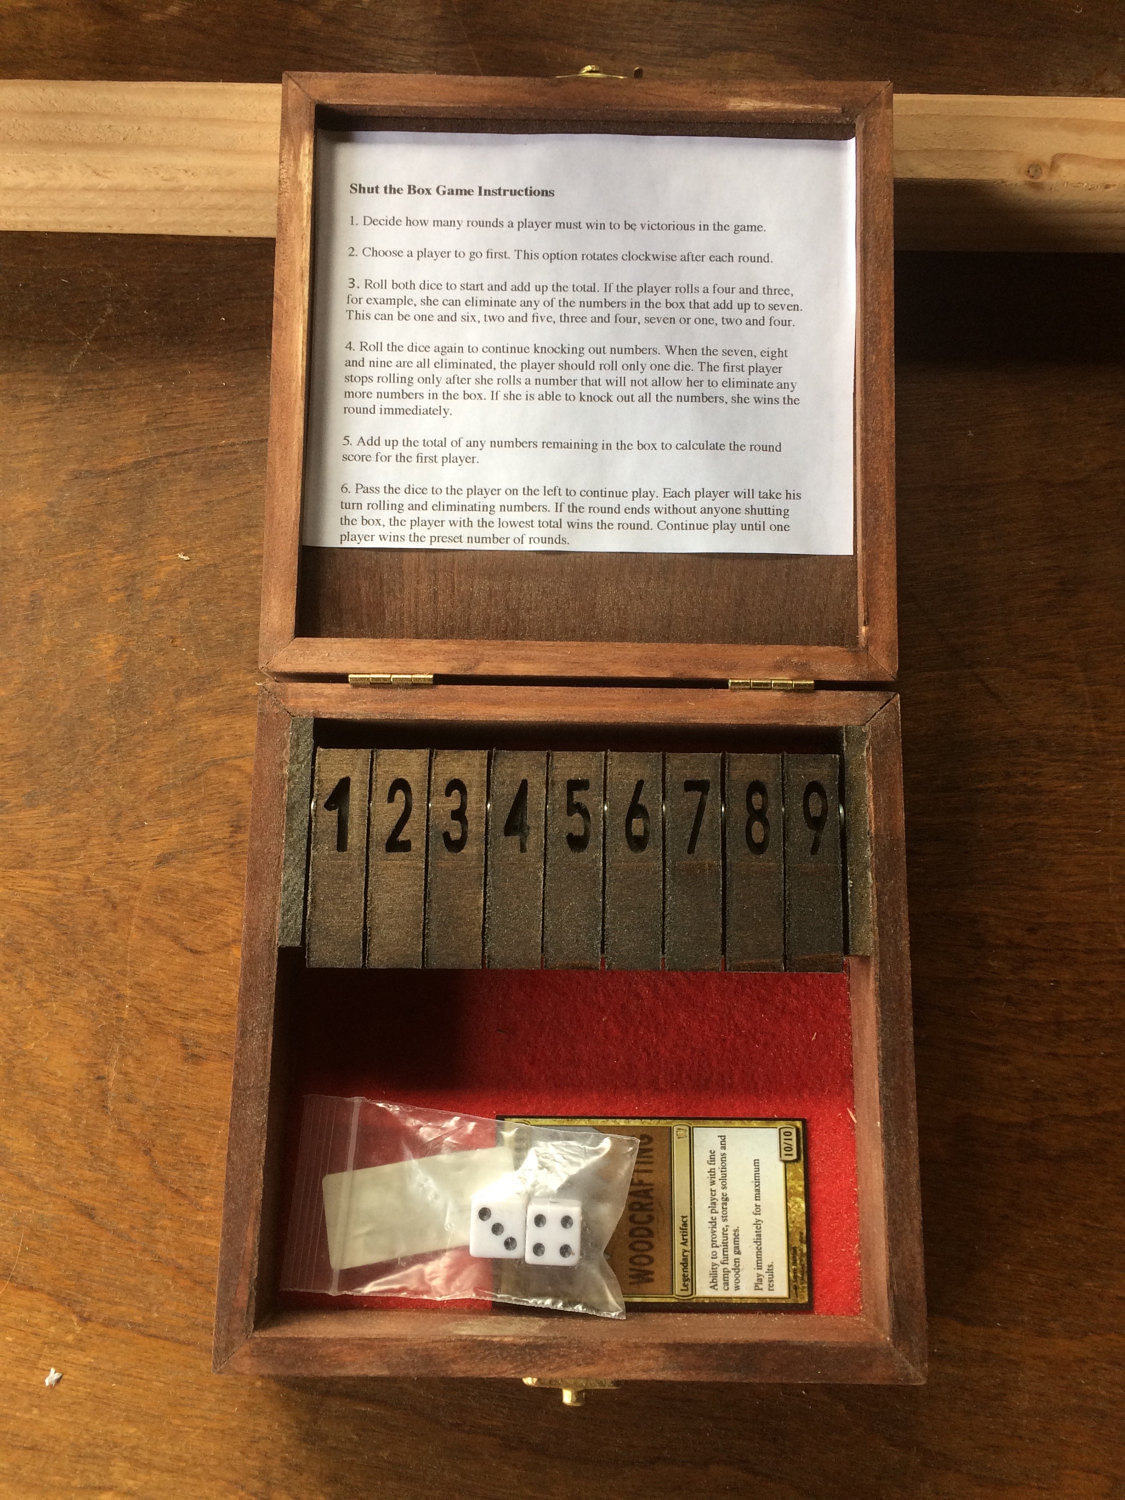 Shut the Box Game Instructions
1. Decide how many rounds a player must win to be victorious in the game.
2. Choose a player to go first. This option rotates clockwise after each round.
3. Roll both dice to start and add up the total. If the player rolls a four and three,
for example, she can eliminate any of the numbers in the box that add up to seven.
This can be one and six, two and five, three and four, seven or one, two and four.
4. Roll the dice again to continue knocking out numbers. When the seven, eight
and nine are all eliminated, the player should roll only one die. The first player
stops rolling only after she rolls a number that will not allow her to eliminate any
more numbers in the box. If she is able to knock out all the numbers, she wins the
round immediately.
5. Add up the total of any numbers remaining in the box to calculate the round
score for the first player.
6. Pass the dice to the player on the left to continue play. Each player will take his
turn rolling and eliminating numbers. If the round ends without anyone shutting
the box, the player with the lowest total wins the round. Continue play until one
player wins the preset number of rounds.
1 2 3 4 5 6 7 8 9
WOODCRAFTING
Legendary Artifact
Ability to provide player with fine
camp furniture, storage solutions and
wooden games.
Play immediately for maximum
results.
10/10